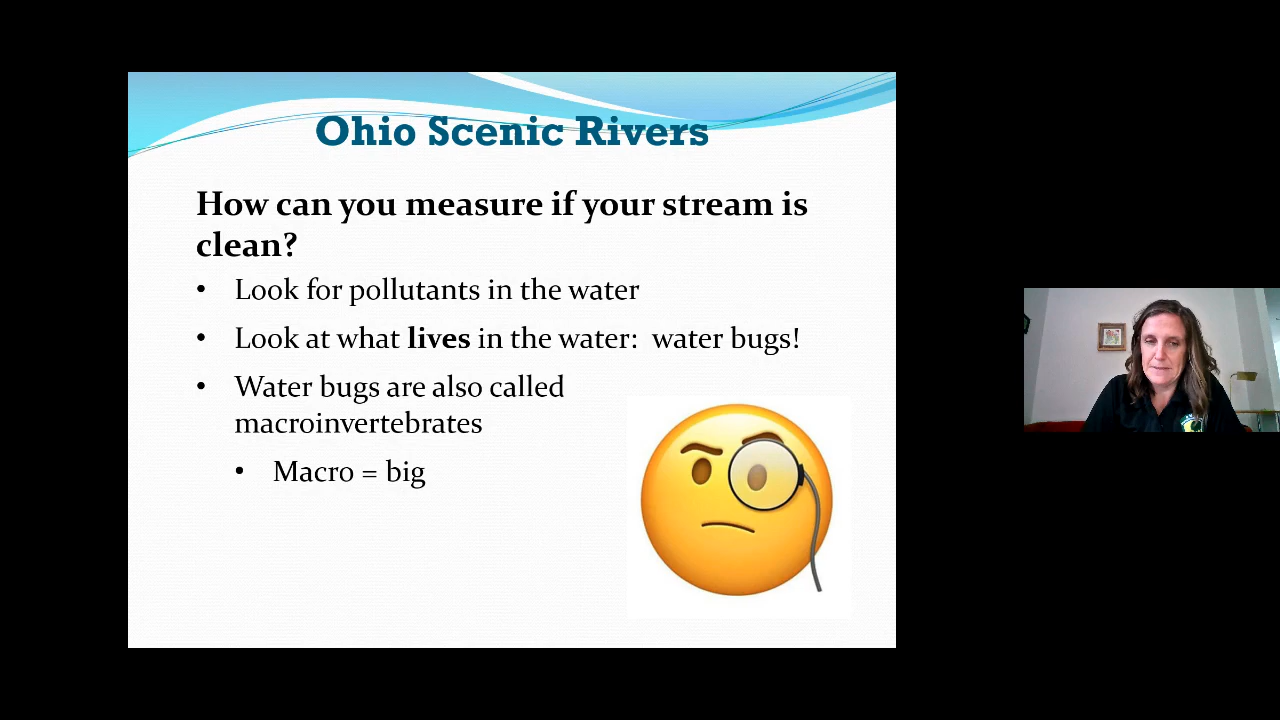 Ohio Scenic Rivers
How can you measure if your stream is
clean?
• Look for pollutants in the water
• Look at what lives in the water:  water bugs!
• Water bugs are also called
macroinvertebrates
• Macro = big